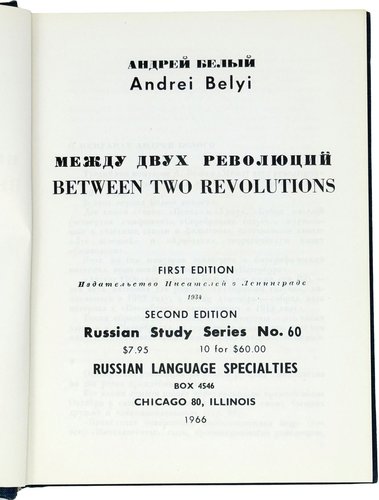 АНДРЕЙ БЕЛЫЙ
Andrei Belyi
МЕЖДУ ДВУХ РЕВОЛЮЦИЙ
BETWEEN TWO REVOLUTIONS
FIRST EDITION
Издательство Писателей в Ленинграде
1934
SECOND EDITION
Russian Study Series No. 60
$7.95 10 for $60.00
RUSSIAN LANGUAGE SPECIALTIES
BOX 4546
CHICAGO 80, ILLINOIS
1966